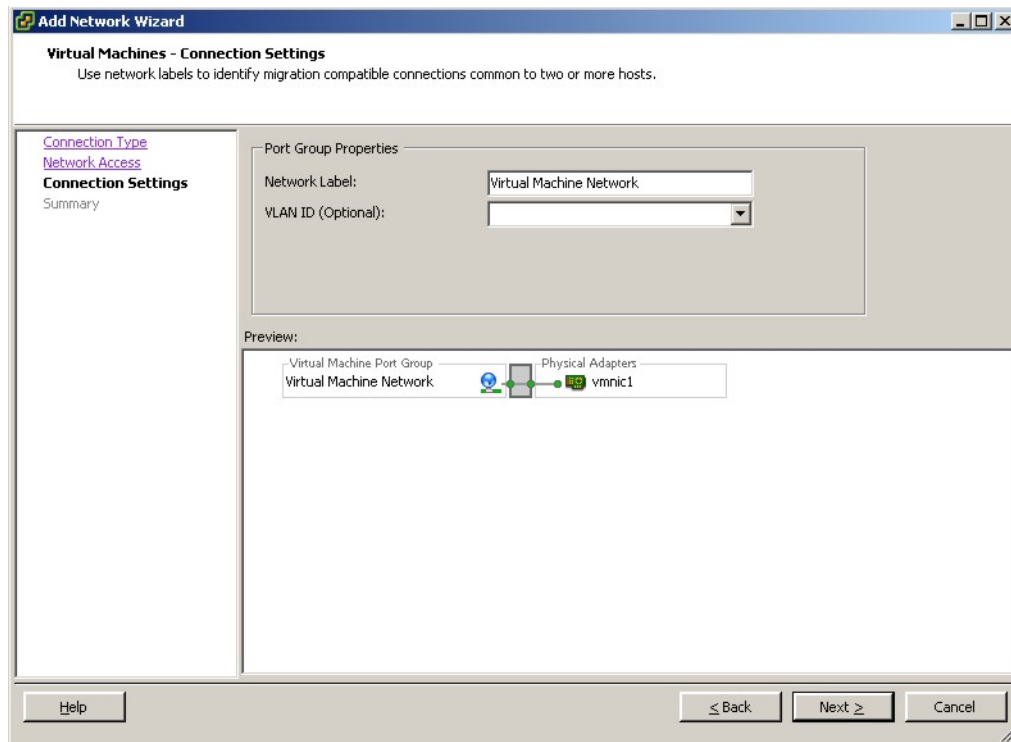 Add Network Wizard
Virtual Machines - Connection Settings
Use network labels to identify migration compatible connections common to two or more hosts.
Connection Type
Network Access
Connection Settings
Summary
Port Group Properties
Network Label:
Virtual Machine Network
VLAN ID (Optional):
Preview:
Virtual Machine Port Group
Virtual Machine Network
Physical Adapters
vmnic1
Help
≤ Back
Next ≥
Cancel